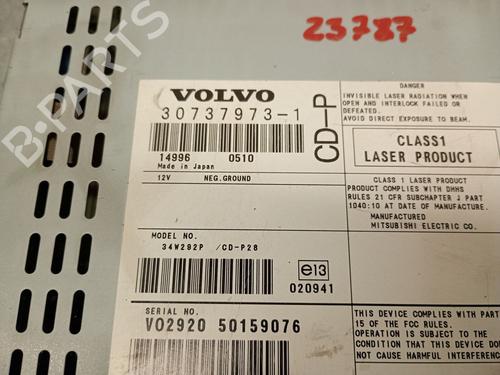 23787
B-PARTS
VOLVO
30737973-1
CD-P
14996 0510
Made in Japan
12V NEG.GROUND
MODEL NO.
34W292P /CD-P28
e13
020941
SERIAL NO.
VO2920 50159076
DANGER
INVISIBLE LASER RADIATION WHEN
OPEN AND INTERLOCK FAILED OR
DEFEATED.
AVOID DIRECT EXPOSURE TO BEAM.
CLASS1
LASER PRODUCT
CLASS 1 LASER PRODUCT
PRODUCT COMPLIES WITH DHHS
RULES 21 CFR SUBCHAPTER J PART
1040:10 AT DATE OF MANUFACTURE.
MANUFACTURED
MITSUBISHI ELECTRIC CO.
THIS DEVICE COMPLIES WITH PART
15 OF THE FCC RULES.
OPERATION IS SUBJECT TO THE
CONDITION THAT THIS DEVICE DO
NOT CAUSE HARMFUL INTERFEREN